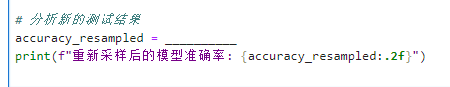 # 分析新的测试结果
accuracy_resampled = __________
print(f"重新采样后的模型准确率: {accuracy_resampled:.2f}")